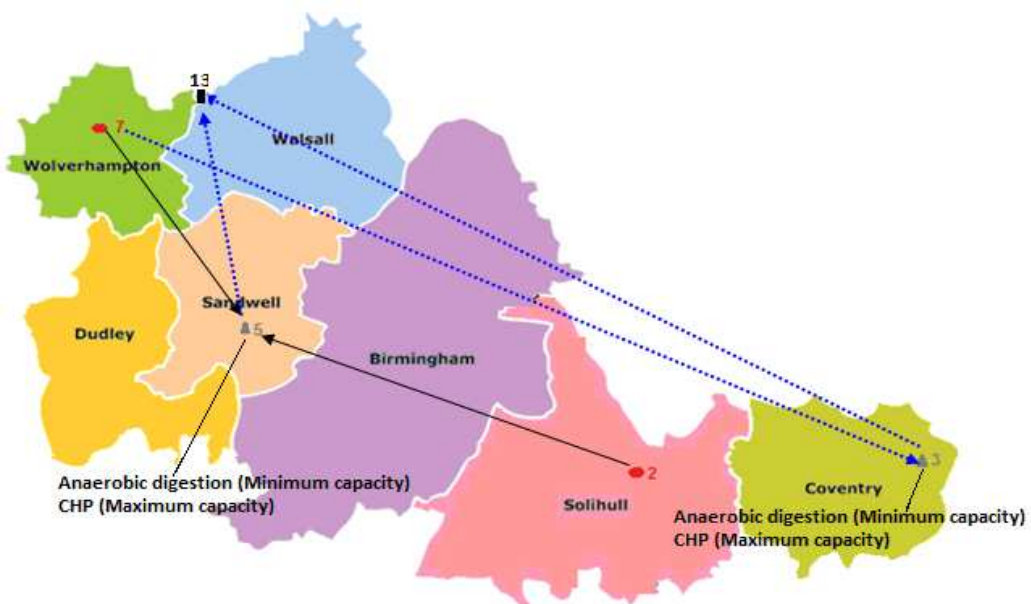 13
Walsall
7
Wolverhampton
Sandwell
5
Dudley
Birmingham
3
2
Anaerobic digestion (Minimum capacity)
CHP (Maximum capacity)
Coventry
Solihull
Anaerobic digestion (Minimum capacity)
CHP (Maximum capacity)